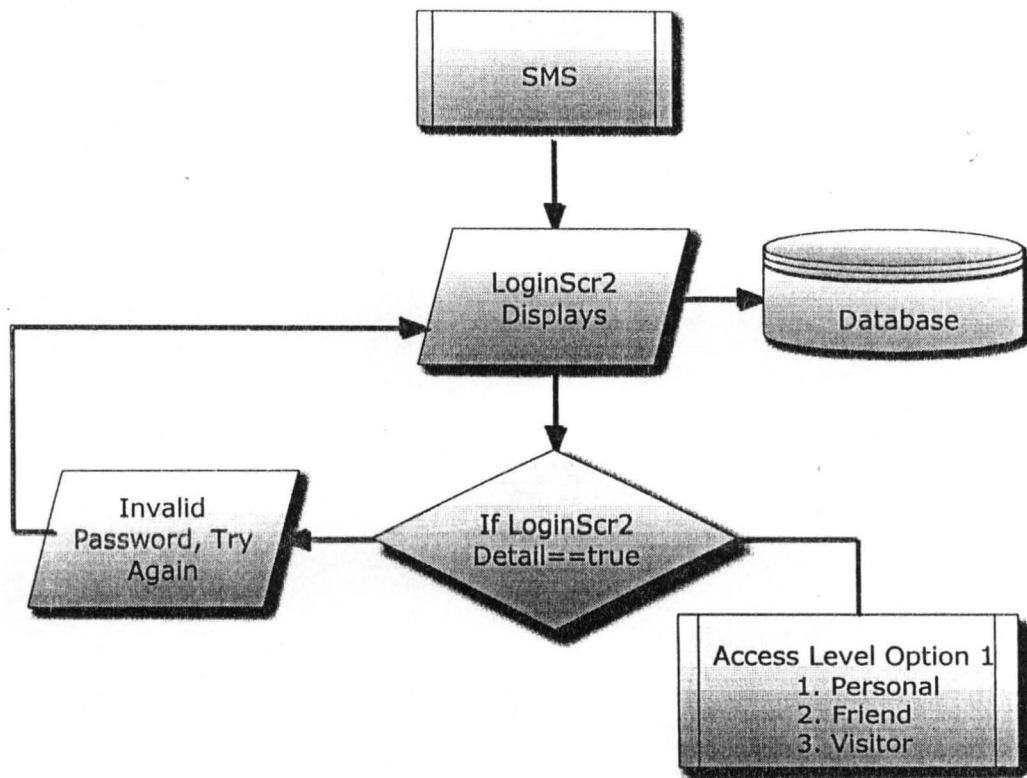 SMS
LoginScr2
Displays
Database
If LoginScr2
Detail==true
Invalid
Password, Try
Again
Access Level Option 1
1. Personal
2. Friend
3. Visitor